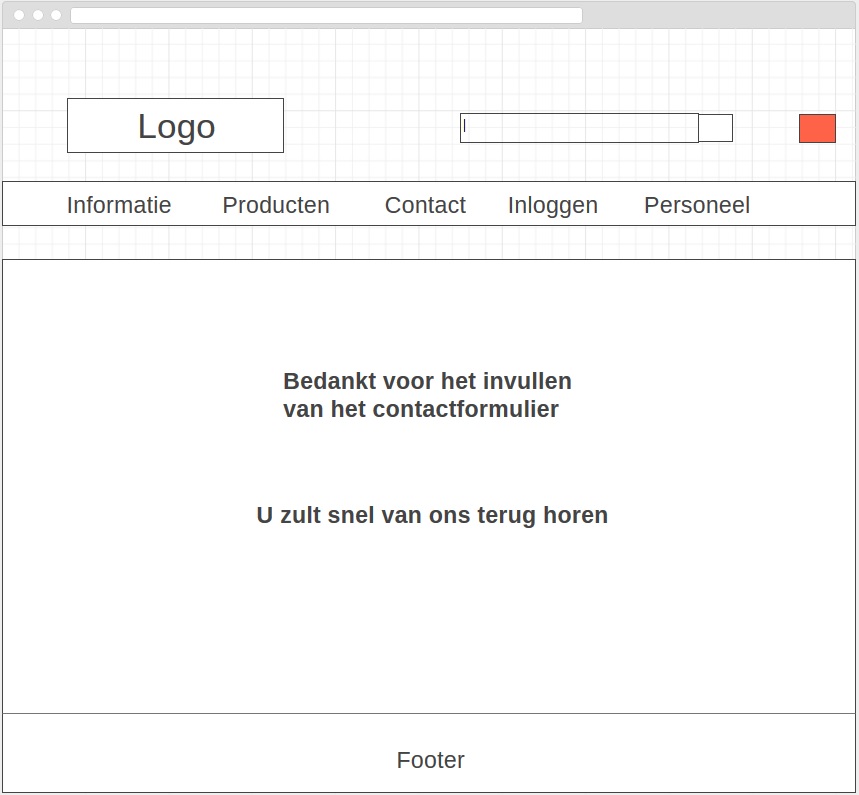 Logo
Informatie Producten Contact Inloggen Personeel
Bedankt voor het invullen
van het contactformulier
U zult snel van ons terug horen
Footer